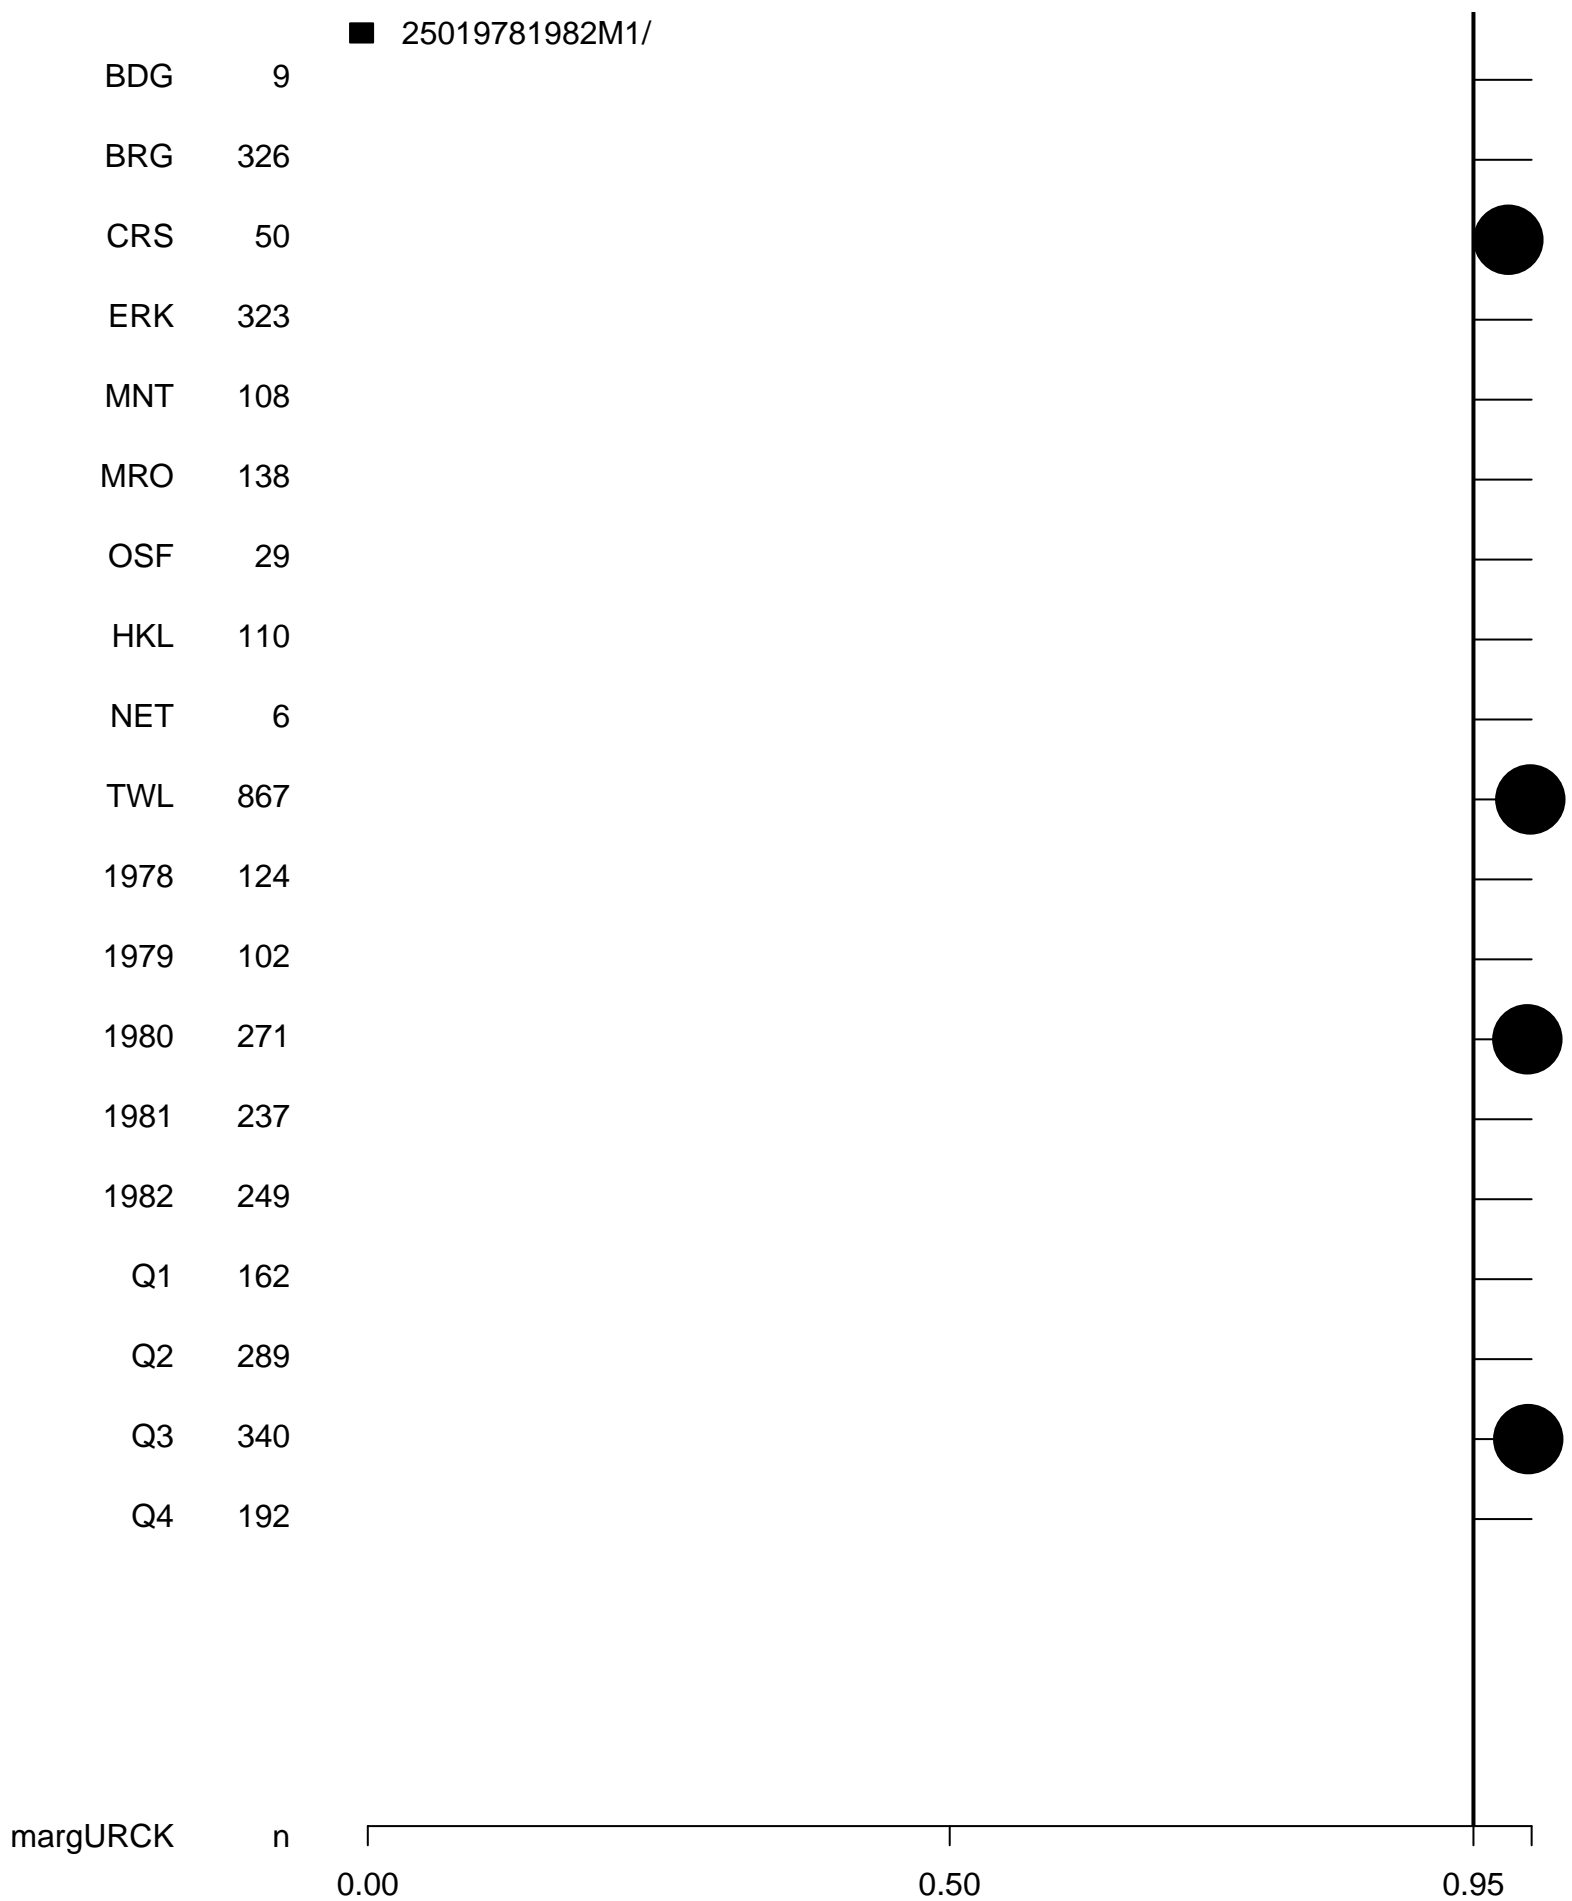 25019781982M1/
BDG 9
BRG 326
CRS 50
ERK 323
MNT 108
MRO 138
OSF 29
HKL 110
NET 6
TWL 867
1978 124
1979 102
1980 271
1981 237
1982 249
Q1 162
Q2 289
Q3 340
Q4 192
margURCK n
0.00 0.50 0.95